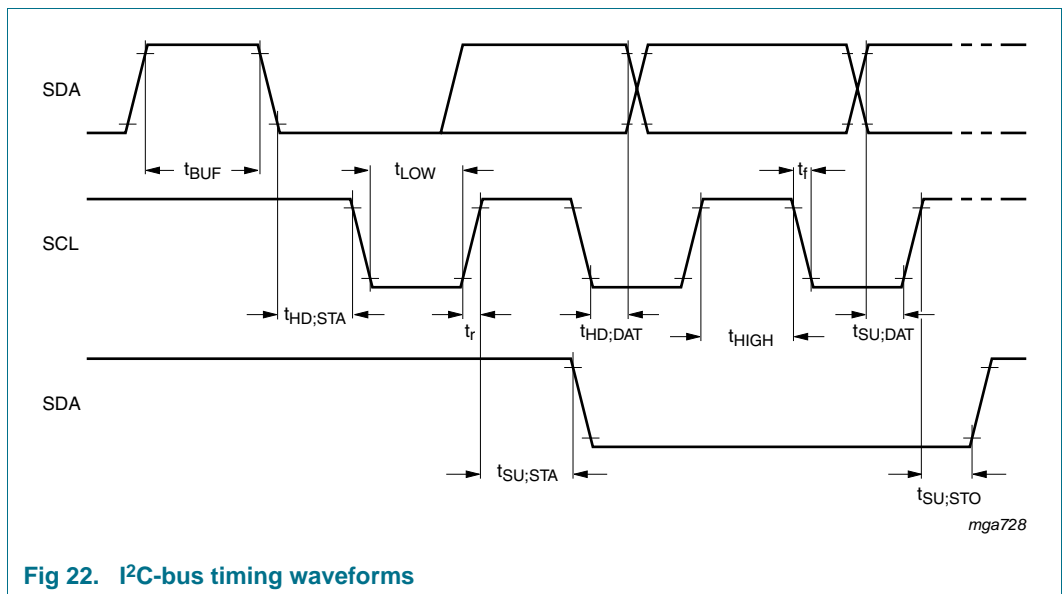 SDA
tBUF
tLOW
tf
SCL
tHD;STA
tr
tHD;DAT
tHIGH
tSU;DAT
SDA
tSU;STA
tSU;STO
mga728
Fig 22. I²C-bus timing waveforms